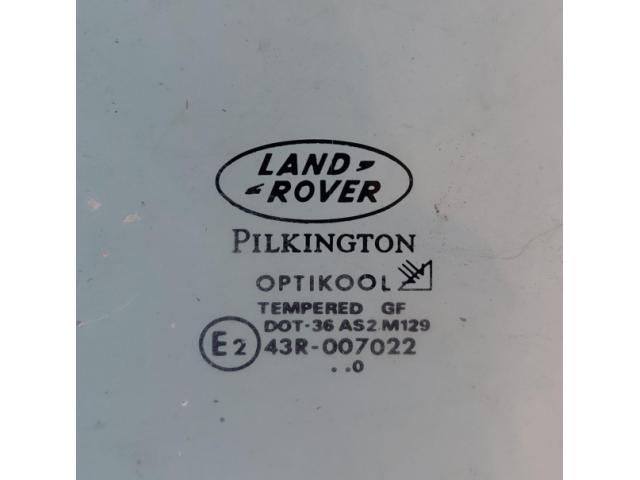 LAND
ROVER
PILKINGTON
OPTIKOOL
TEMPERED GF
DOT-36 AS2 M129
E2 43R-007022
..0